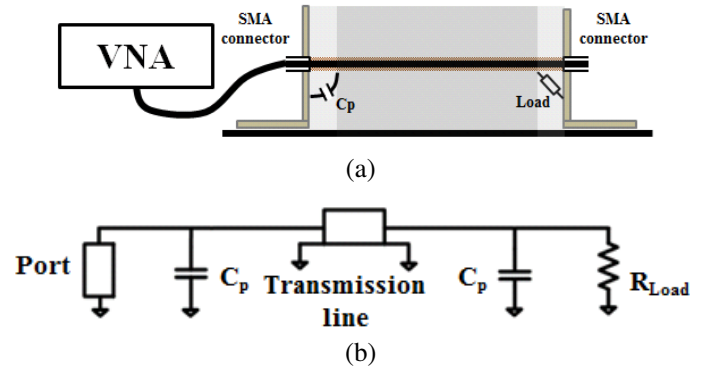 SMA
connector
VNA
SMA
connector
Cp
Load
(a)
Port
Cp
Transmission
line
Cp
RLoad
(b)